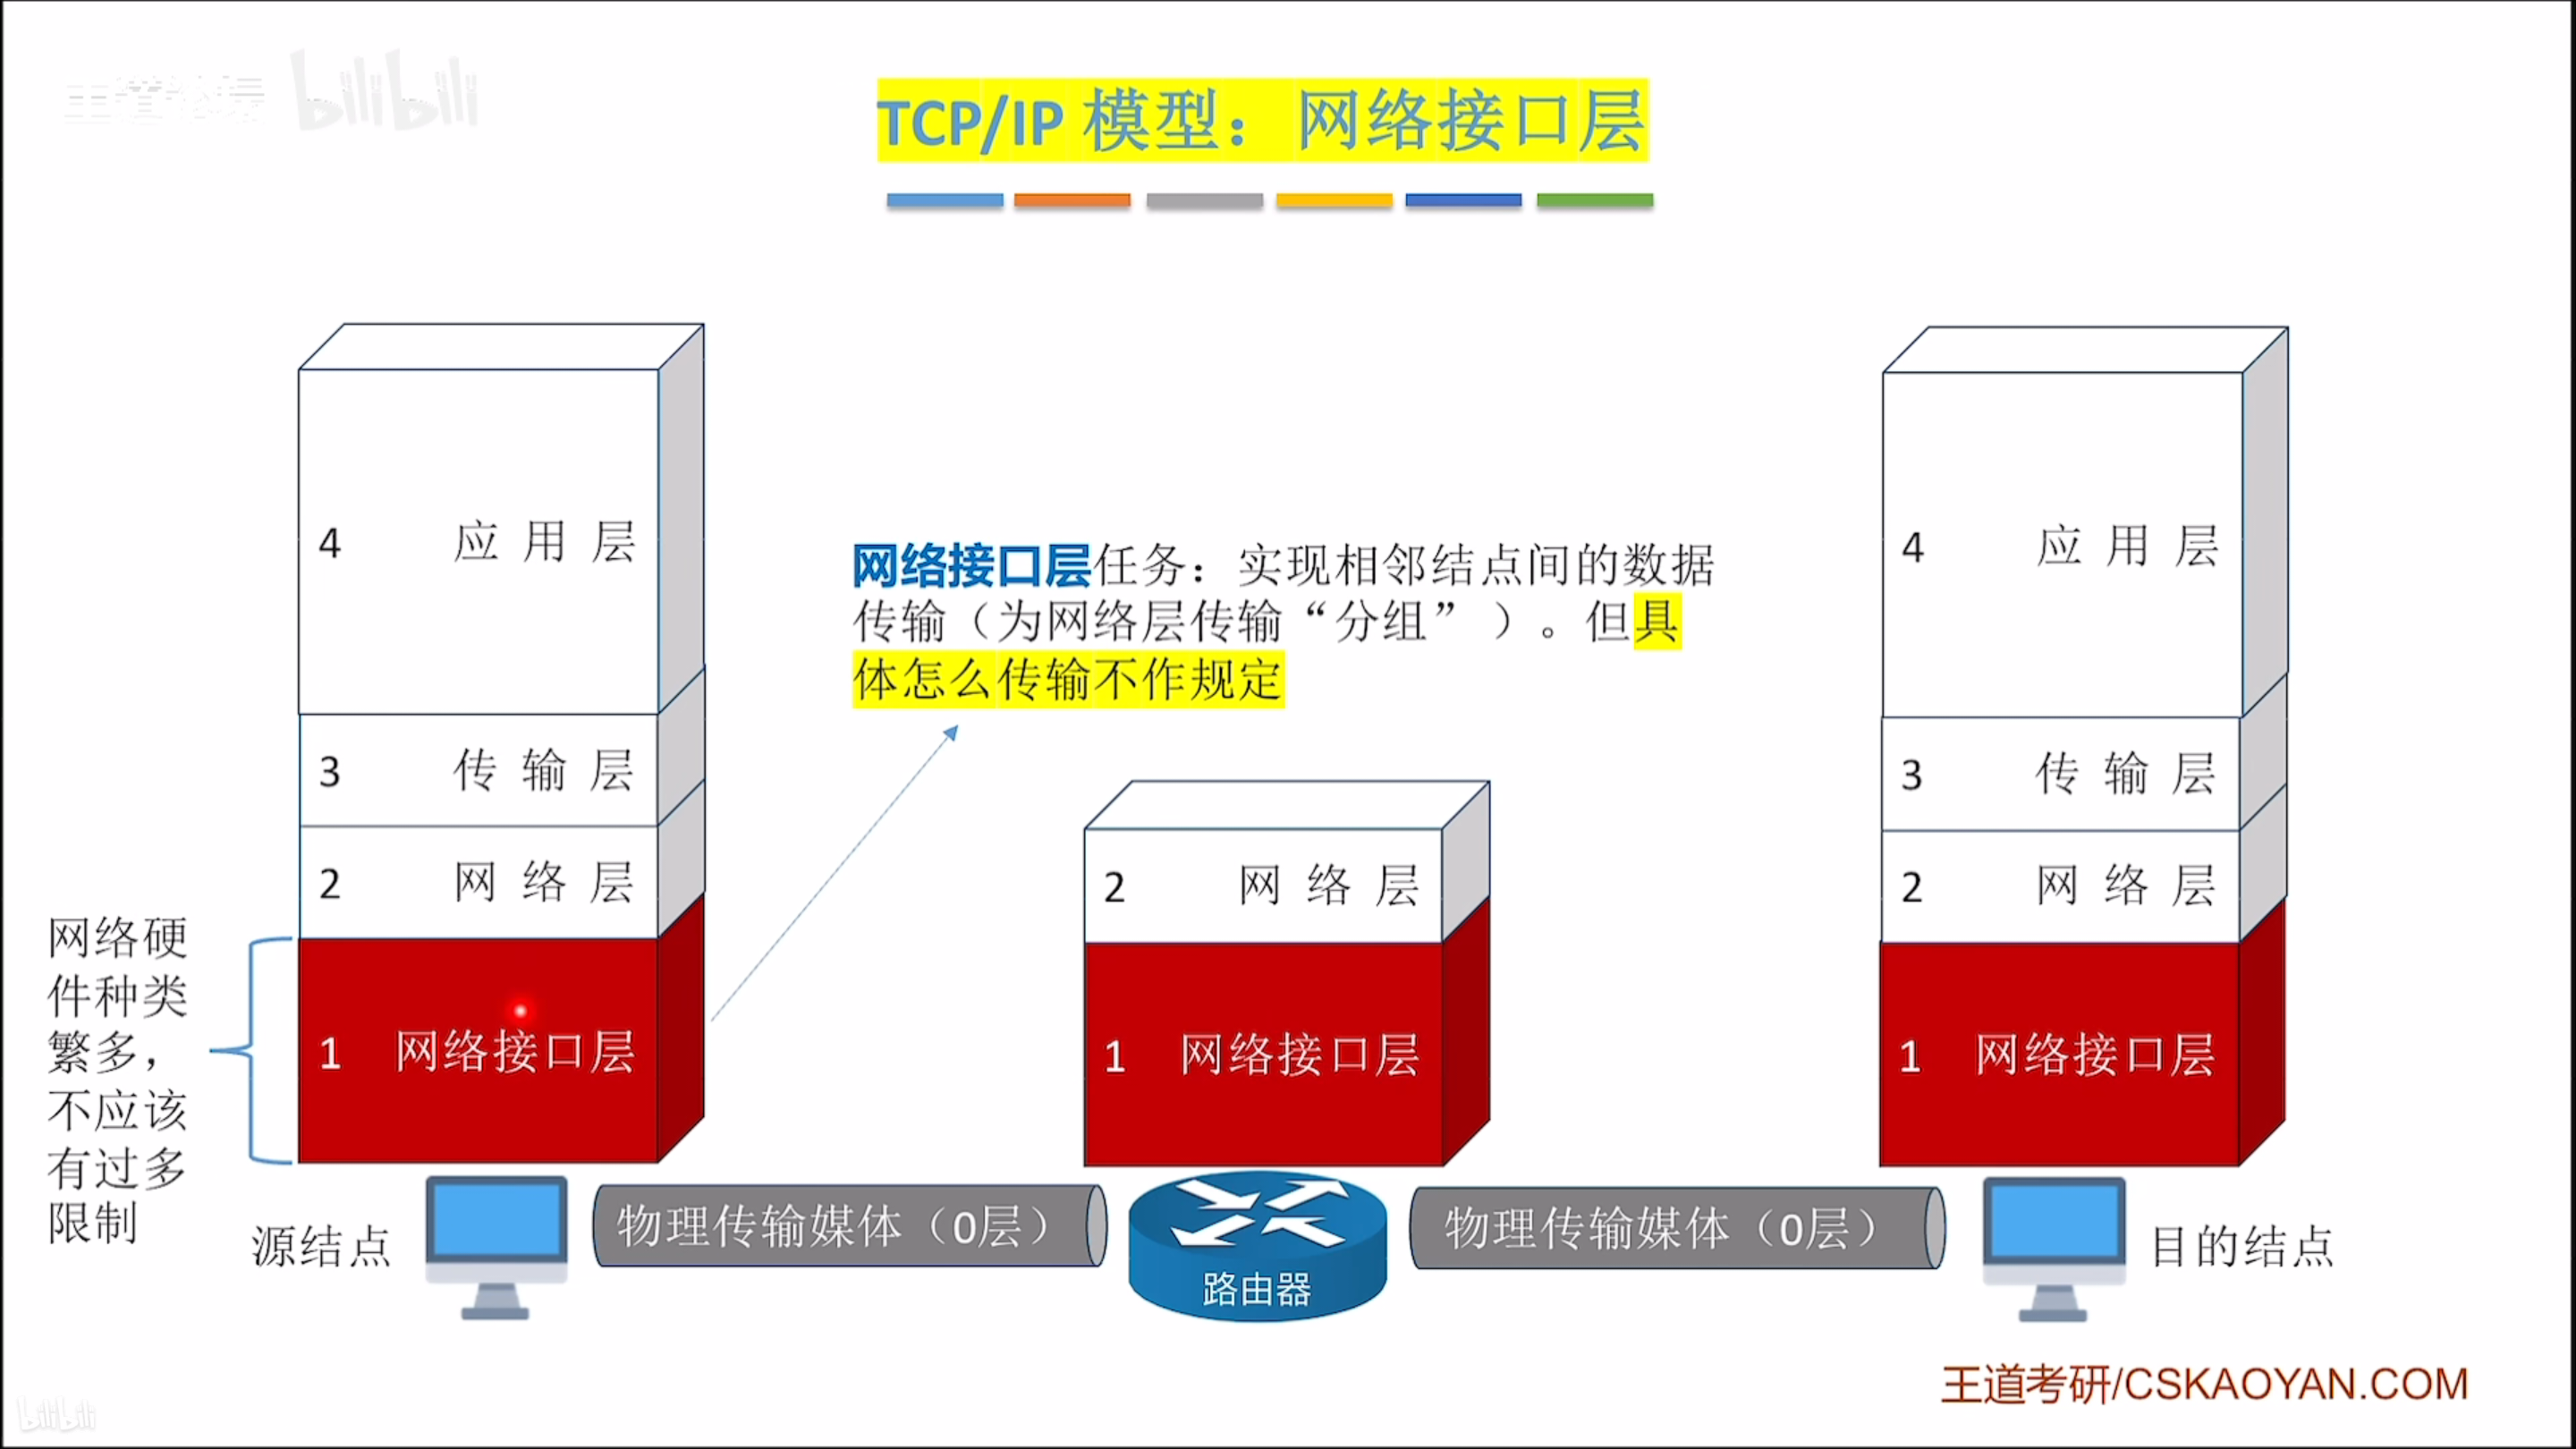 王道论坛 bilibili
TCP/IP 模型：网络接口层
4 应用层
3 传输层
2 网络层
1 网络接口层
网络硬
件种类
繁多，
不应该
有过多
限制
网络接口层任务：实现相邻结点间的数据
传输（为网络层传输“分组”）。但具
体怎么传输不作规定
2 网络层
1 网络接口层
4 应用层
3 传输层
2 网络层
1 网络接口层
源结点
物理传输媒体（0层）
路由器
物理传输媒体（0层）
目的结点
王道考研/CSKAOYAN.COM
bilibili